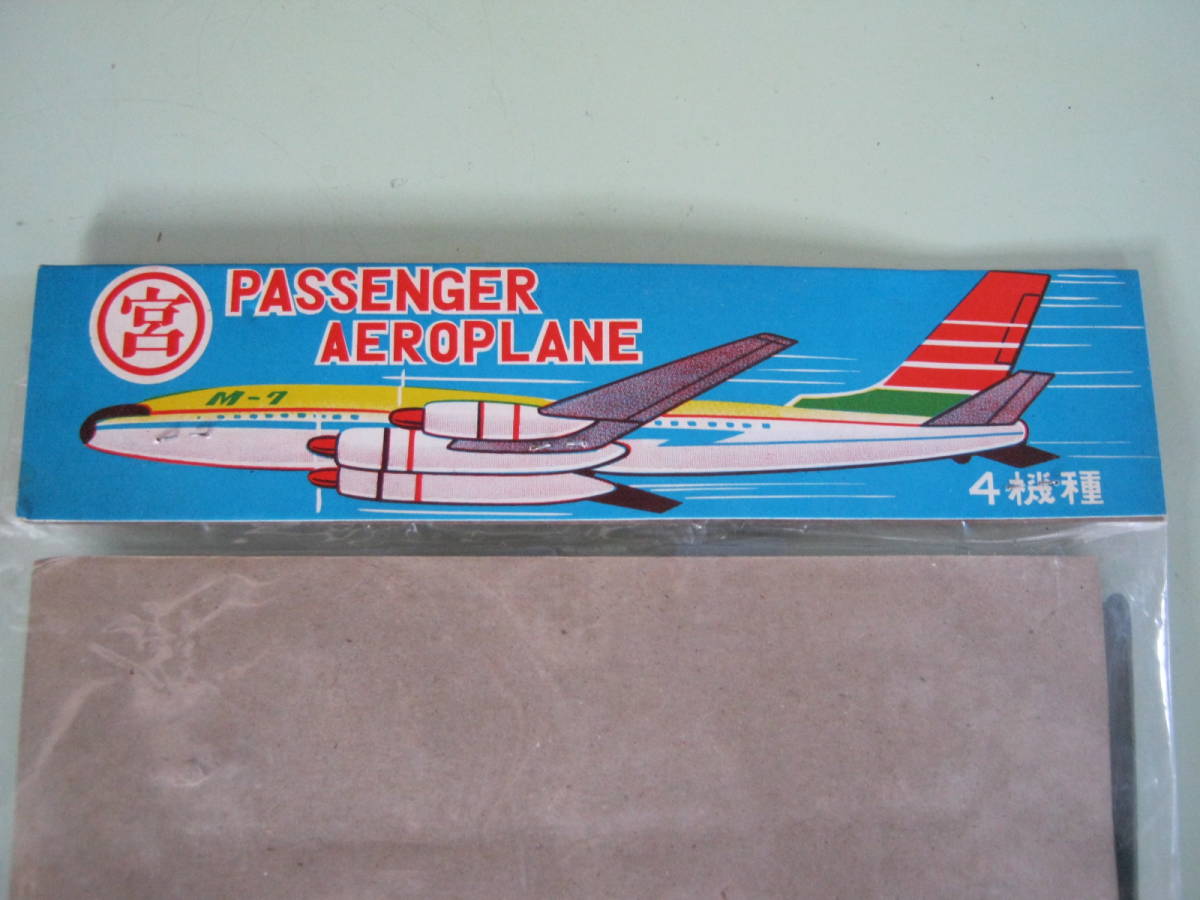 宮
PASSENGER
AEROPLANE
M-7
4機種